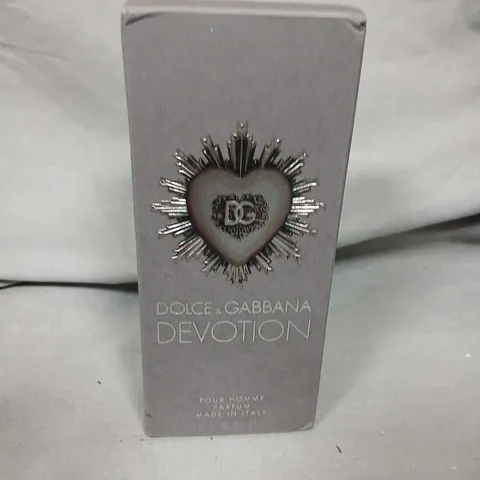 DG
DOLCE & GABBANA
DEVOTION
POUR HOMME
PARFUM
MADE IN ITALY